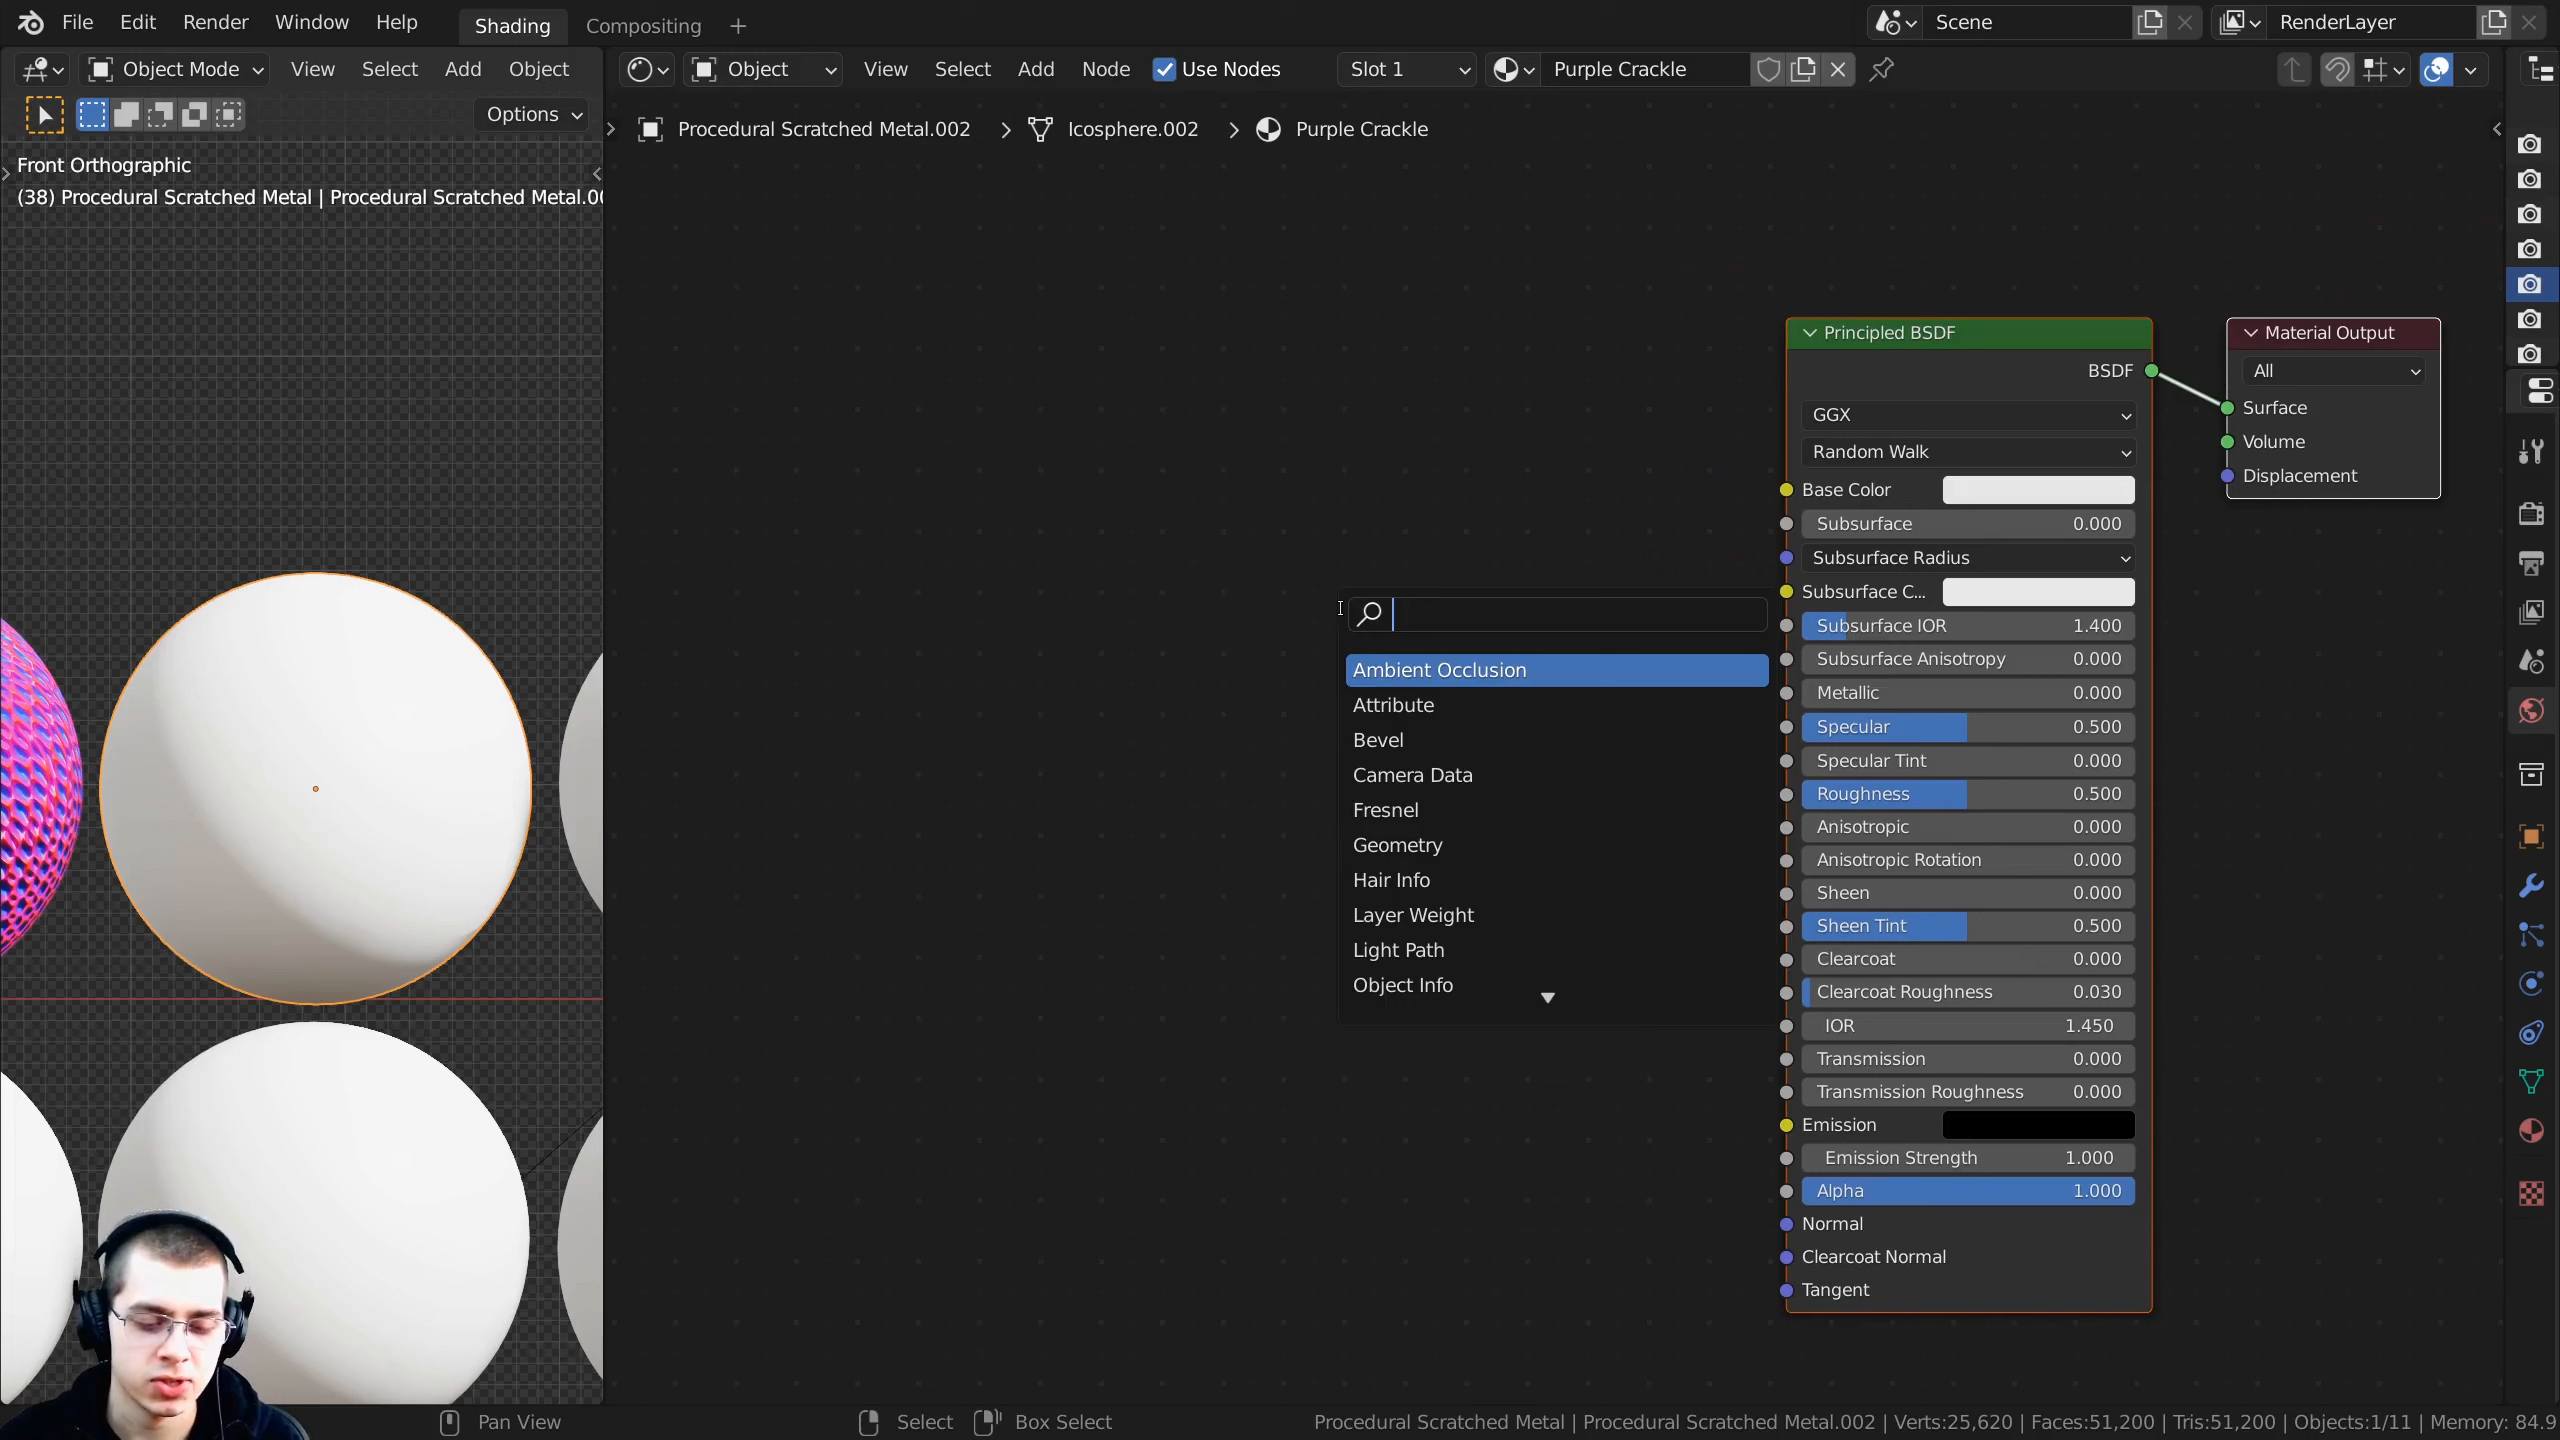 File Edit Render Window Help Shading Compositing + Scene RenderLayer
Object Mode View Select Add Object Object View Select Add Node Use Nodes Slot 1 Purple Crackle
Options
Procedural Scratched Metal.002 > Icosphere.002 > Purple Crackle
Front Orthographic
(38) Procedural Scratched Metal | Procedural Scratched Metal.00
Ambient Occlusion
Attribute
Bevel
Camera Data
Fresnel
Geometry
Hair Info
Layer Weight
Light Path
Object Info
Principled BSDF
BSDF
GGX
Random Walk
Base Color
Subsurface 0.000
Subsurface Radius
Subsurface C...
Subsurface IOR 1.400
Subsurface Anisotropy 0.000
Metallic 0.000
Specular 0.500
Specular Tint 0.000
Roughness 0.500
Anisotropic 0.000
Anisotropic Rotation 0.000
Sheen 0.000
Sheen Tint 0.500
Clearcoat 0.000
Clearcoat Roughness 0.030
IOR 1.450
Transmission 0.000
Transmission Roughness 0.000
Emission
Emission Strength 1.000
Alpha 1.000
Normal
Clearcoat Normal
Tangent
Material Output
All
Surface
Volume
Displacement
Pan View Select Box Select Procedural Scratched Metal | Procedural Scratched Metal.002 | Verts:25,620 | Faces:51,200 | Tris:51,200 | Objects:1/11 | Memory: 84.9